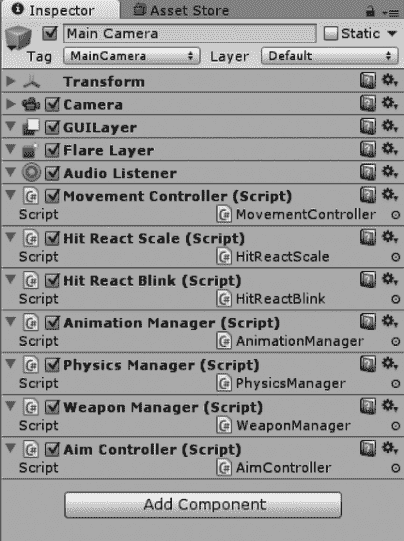 Inspector Asset Store
Main Camera Static
Tag MainCamera Layer Default
Transform
Camera
GUILayer
Flare Layer
Audio Listener
Movement Controller (Script)
Script MovementController
Hit React Scale (Script)
Script HitReactScale
Hit React Blink (Script)
Script HitReactBlink
Animation Manager (Script)
Script AnimationManager
Physics Manager (Script)
Script PhysicsManager
Weapon Manager (Script)
Script WeaponManager
Aim Controller (Script)
Script AimController
Add Component